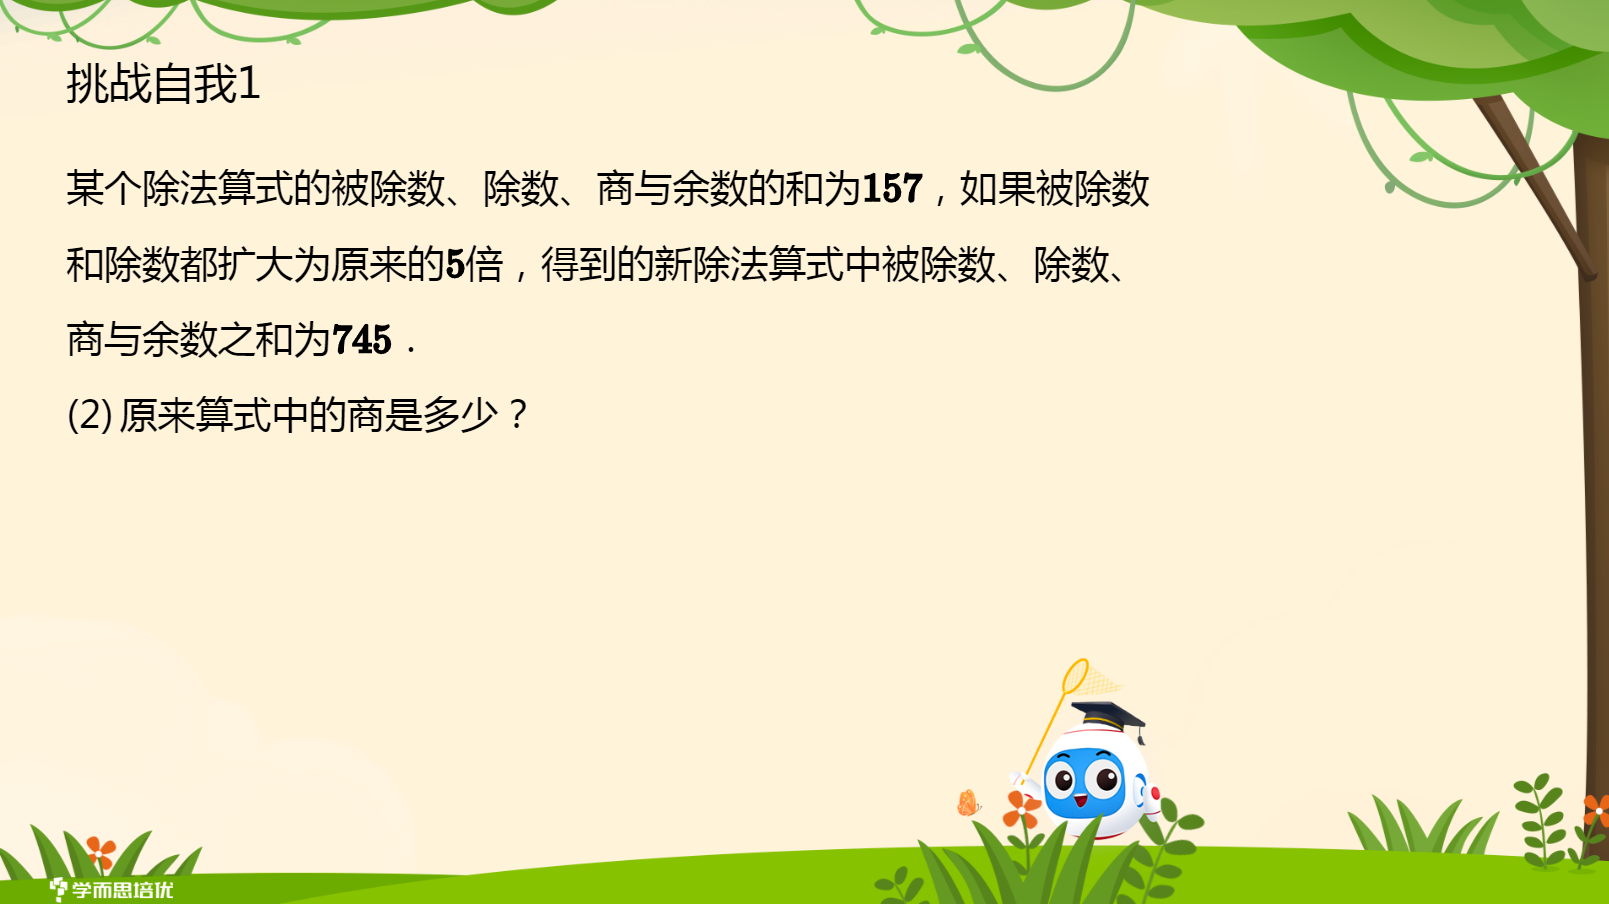 挑战自我1
某个除法算式的被除数、除数、商与余数的和为157，如果被除数
和除数都扩大为原来的5倍，得到的新除法算式中被除数、除数、
商与余数之和为745．
(2) 原来算式中的商是多少？
学而思培优